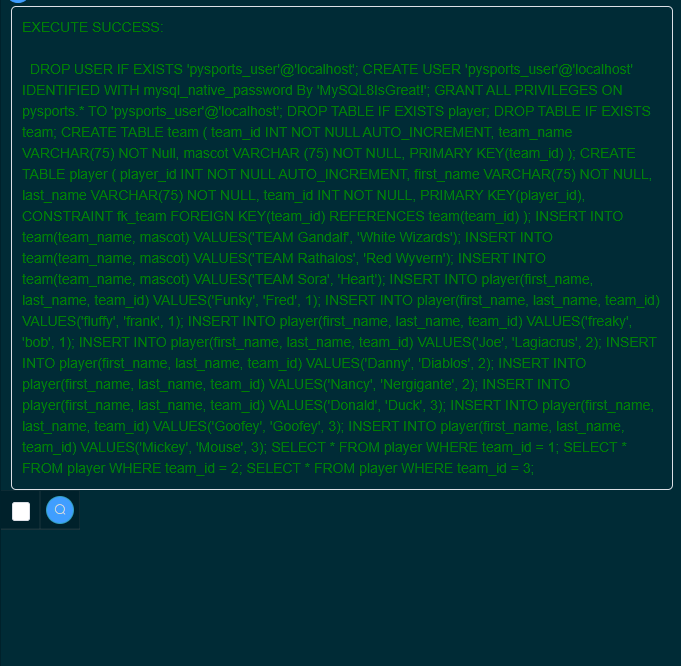 EXECUTE SUCCESS:
DROP USER IF EXISTS 'pysports_user'@'localhost'; CREATE USER 'pysports_user'@'localhost'
IDENTIFIED WITH mysql_native_password By 'MySQL8IsGreat!'; GRANT ALL PRIVILEGES ON
pysports.* TO 'pysports_user'@'localhost'; DROP TABLE IF EXISTS player; DROP TABLE IF EXISTS
team; CREATE TABLE team ( team_id INT NOT NULL AUTO_INCREMENT, team_name
VARCHAR(75) NOT Null, mascot VARCHAR (75) NOT NULL, PRIMARY KEY(team_id) ); CREATE
TABLE player ( player_id INT NOT NULL AUTO_INCREMENT, first_name VARCHAR(75) NOT NULL,
last_name VARCHAR(75) NOT NULL, team_id INT NOT NULL, PRIMARY KEY(player_id),
CONSTRAINT fk_team FOREIGN KEY(team_id) REFERENCES team(team_id) ); INSERT INTO
team(team_name, mascot) VALUES('TEAM Gandalf', 'White Wizards'); INSERT INTO
team(team_name, mascot) VALUES('TEAM Rathalos', 'Red Wyvern'); INSERT INTO
team(team_name, mascot) VALUES('TEAM Sora', 'Heart'); INSERT INTO player(first_name,
last_name, team_id) VALUES('Funky', 'Fred', 1); INSERT INTO player(first_name, last_name, team_id)
VALUES('fluffy', 'frank', 1); INSERT INTO player(first_name, last_name, team_id) VALUES('freaky',
'bob', 1); INSERT INTO player(first_name, last_name, team_id) VALUES('Joe', 'Lagiacrus', 2); INSERT
INTO player(first_name, last_name, team_id) VALUES('Danny', 'Diablos', 2); INSERT INTO
player(first_name, last_name, team_id) VALUES('Nancy', 'Nergigante', 2); INSERT INTO
player(first_name, last_name, team_id) VALUES('Donald', 'Duck', 3); INSERT INTO player(first_name,
last_name, team_id) VALUES('Goofey', 'Goofey', 3); INSERT INTO player(first_name, last_name,
team_id) VALUES('Mickey', 'Mouse', 3); SELECT * FROM player WHERE team_id = 1; SELECT *
FROM player WHERE team_id = 2; SELECT * FROM player WHERE team_id = 3;